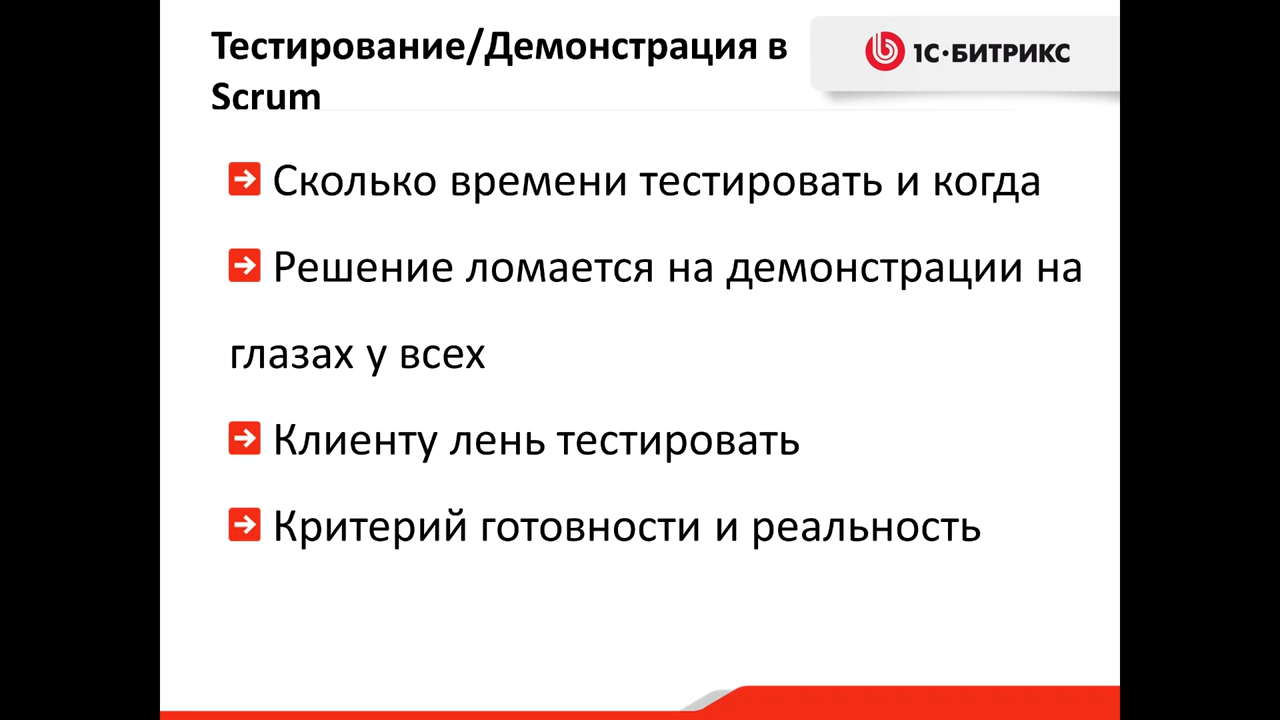 Тестирование/Демонстрация в
Scrum
1С·БИТРИКС
Сколько времени тестировать и когда
Решение ломается на демонстрации на
глазах у всех
Клиенту лень тестировать
Критерий готовности и реальность